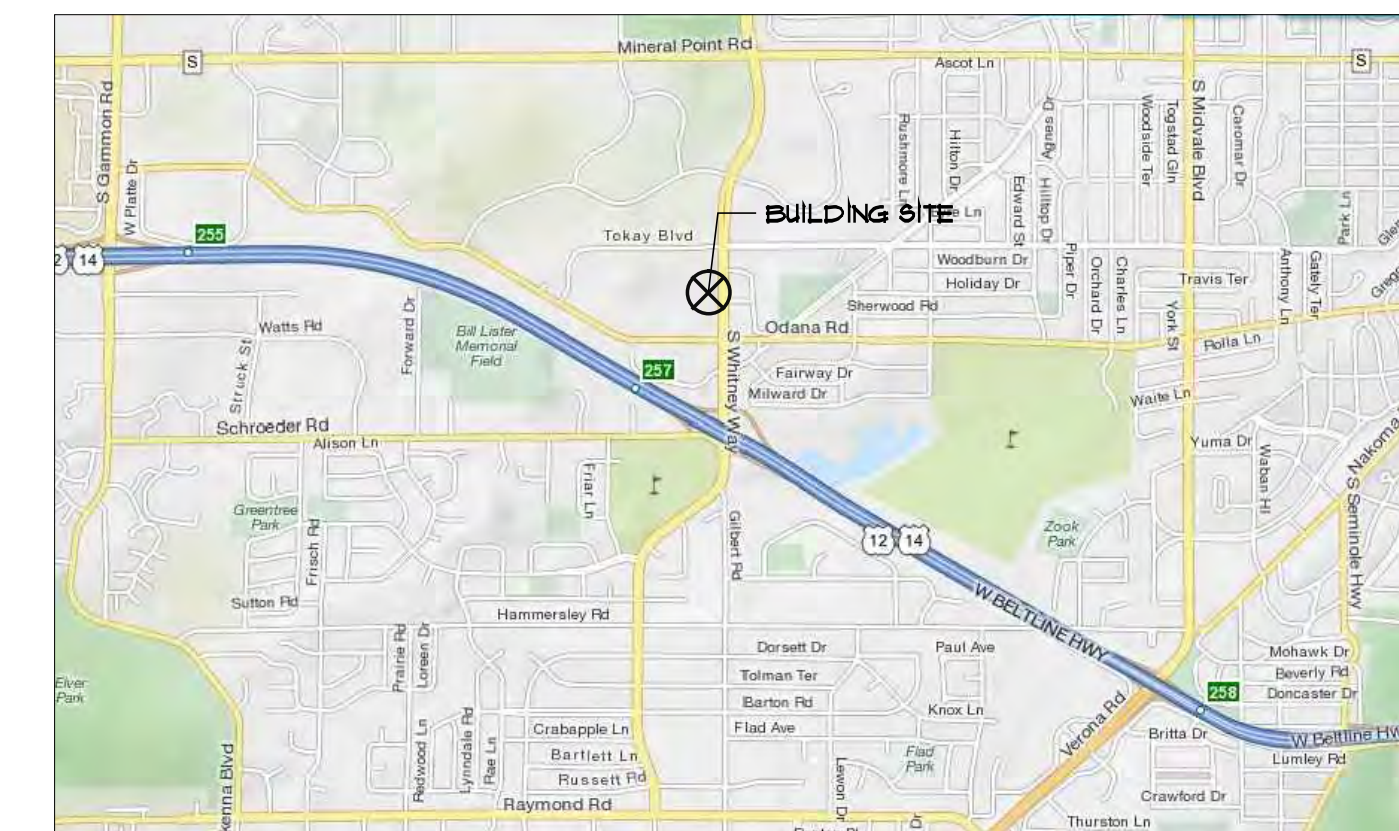 Mineral Point Rd
S
S
Ascot Ln
S Gammon Rd
W Platte Dr
Rushmore Ln
Hilton Dr
Agnes Dr
Woodside Ter
Togstad Gln
S Midvale Blvd
Caromar Dr
Edward St
Hilltop Dr
Park Ln
BUILDING SITE
Tokay Blvd
255
14
Woodburn Dr
Holiday Dr
Piper Dr
Orchard Dr
Charles Ln
Travis Ter
Anthony Ln
Gately Ter
Sherwood Rd
York St
Watts Rd
Forward Dr
Bill Lister
Memorial
Field
Odana Rd
Rolla Ln
S Whitney Way
Struck St
257
Fairway Dr
Milward Dr
Waite Ln
Schroeder Rd
Alison Ln
Yuma Dr
Waban Hl
Nakoma
S Seminole Hwy
Friar Ln
Greentree
Park
Frisch Rd
Gilbert Rd
12
14
Zook
Park
Sutton Rd
Hammersley Rd
W BELTLINE HWY
Prairie Rd
Loreen Dr
Dorsett Dr
Paul Ave
Mohawk Dr
Tolman Ter
Beverly Rd
Elver
Park
258
Doncaster Dr
Barton Rd
Knox Ln
Verona Rd
Redwood Ln
Lynndale Rd
Rae Ln
Crabapple Ln
Flad Ave
Britta Dr
W Beltline Hw
Bartlett Ln
Flad
Park
Lumley Rd
Russett Rd
Lewon Dr
Crawford Dr
kenna Blvd
Raymond Rd
Dr
Thurston Ln